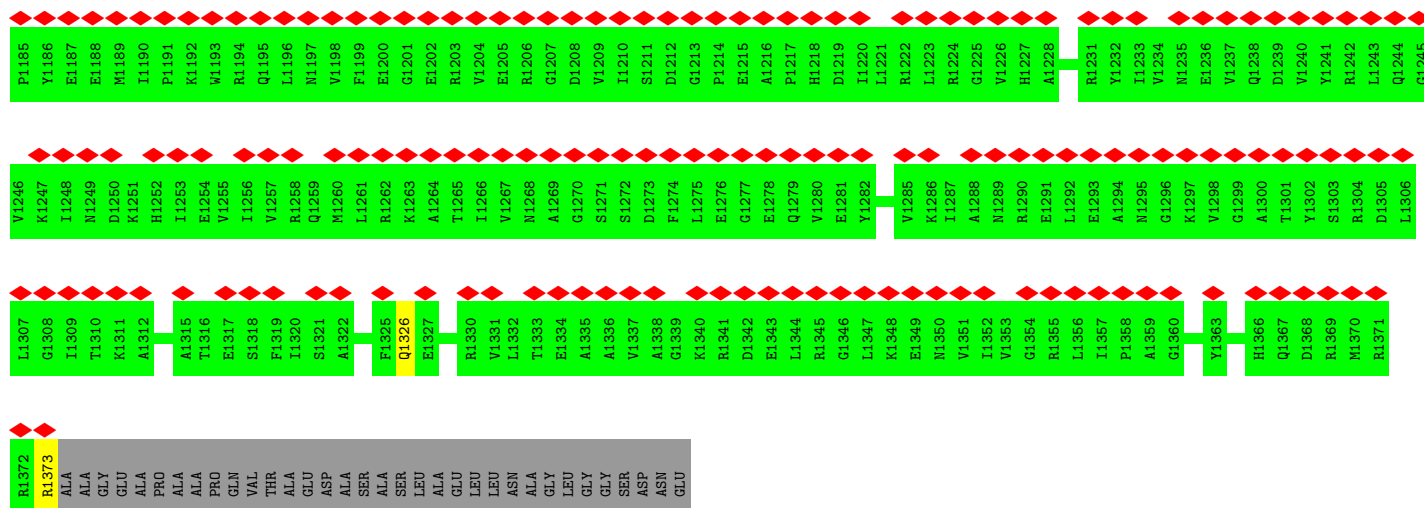 P1185 Y1186 E1187 E1188 M1189 I1190 P1191 K1192 W1193 R1194 Q1195 L1196 N1197 V1198 F1199 E1200 G1201 E1202 R1203 V1204 E1205 R1206 G1207 D1208 V1209 I1210 S1211 D1212 G1213 P1214 E1215 A1216 P1217 H1218 D1219 I1220 L1221 R1222 L1223 R1224 G1225 V1226 H1227 A1228 R1231 Y1232 I1233 V1234 N1235 E1236 V1237 Q1238 D1239 V1240 Y1241 R1242 L1243 Q1244 G1245
V1246 K1247 I1248 N1249 D1250 K1251 H1252 I1253 E1254 V1255 I1256 V1257 R1258 Q1259 M1260 L1261 R1262 K1263 A1264 T1265 I1266 V1267 N1268 A1269 G1270 S1271 S1272 D1273 F1274 L1275 E1276 G1277 E1278 Q1279 V1280 E1281 Y1282 V1285 K1286 I1287 A1288 N1289 R1290 E1291 L1292 E1293 A1294 N1295 G1296 K1297 V1298 G1299 A1300 T1301 Y1302 S1303 R1304 D1305 L1306
L1307 G1308 I1309 T1310 K1311 A1312 A1315 T1316 E1317 S1318 F1319 I1320 S1321 A1322 F1325 Q1326 E1327 R1330 V1331 L1332 T1333 E1334 A1335 A1336 V1337 A1338 G1339 K1340 R1341 D1342 E1343 L1344 R1345 G1346 L1347 K1348 E1349 N1350 V1351 I1352 V1353 G1354 R1355 L1356 I1357 P1358 A1359 G1360 Y1363 H1366 Q1367 D1368 R1369 M1370 R1371
R1372 R1373 ALA ALA GLY GLU ALA PRO ALA ALA PRO GLN VAL THR ALA GLU ASP ALA SER ALA SER LEU ALA GLU LEU LEU ASN ALA GLY LEU GLY GLY SER ASP ASN GLU